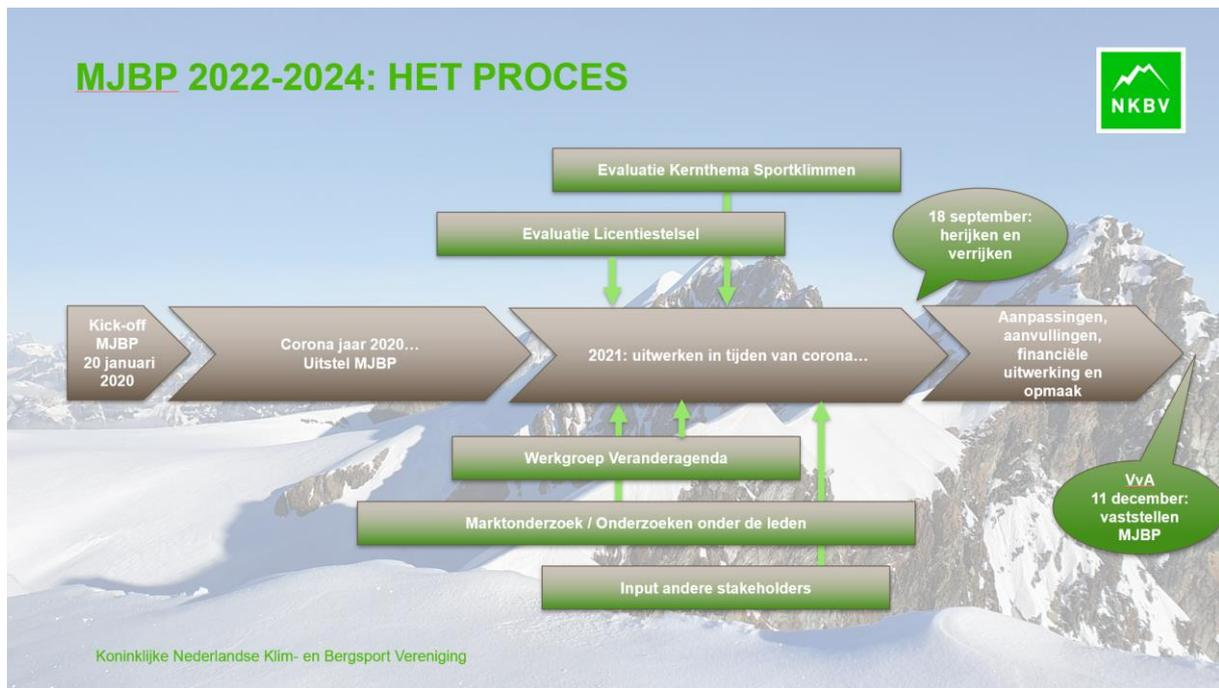 MJBP 2022-2024: HET PROCES
NKBV
Evaluatie Kernthema Sportklimmen
Evaluatie Licentiestelsel
18 september:
herijken en
verrijken
Kick-off
MJBP
20 januari
2020
Corona jaar 2020…
Uitstel MJBP
2021: uitwerken in tijden van corona…
Aanpassingen,
aanvullingen,
financiële
uitwerking en
opmaak
Werkgroep Veranderagenda
Marktonderzoek / Onderzoeken onder de leden
Input andere stakeholders
VvA
11 december:
vaststellen
MJBP
Koninklijke Nederlandse Klim- en Bergsport Vereniging